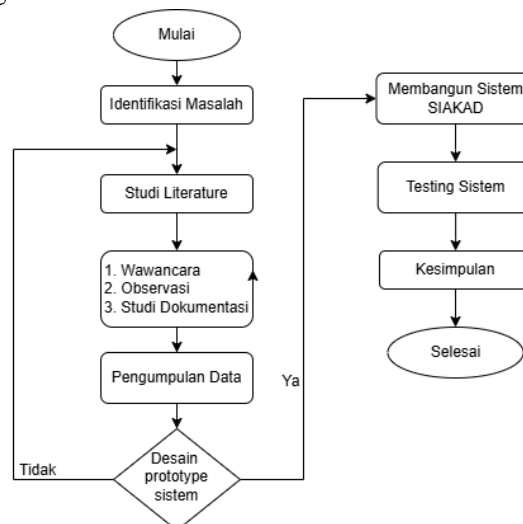 Mulai
Identifikasi Masalah
Studi Literature
1. Wawancara
2. Observasi
3. Studi Dokumentasi
Pengumpulan Data
Desain
prototype
sistem
Tidak
Ya
Membangun Sistem
SIAKAD
Testing Sistem
Kesimpulan
Selesai